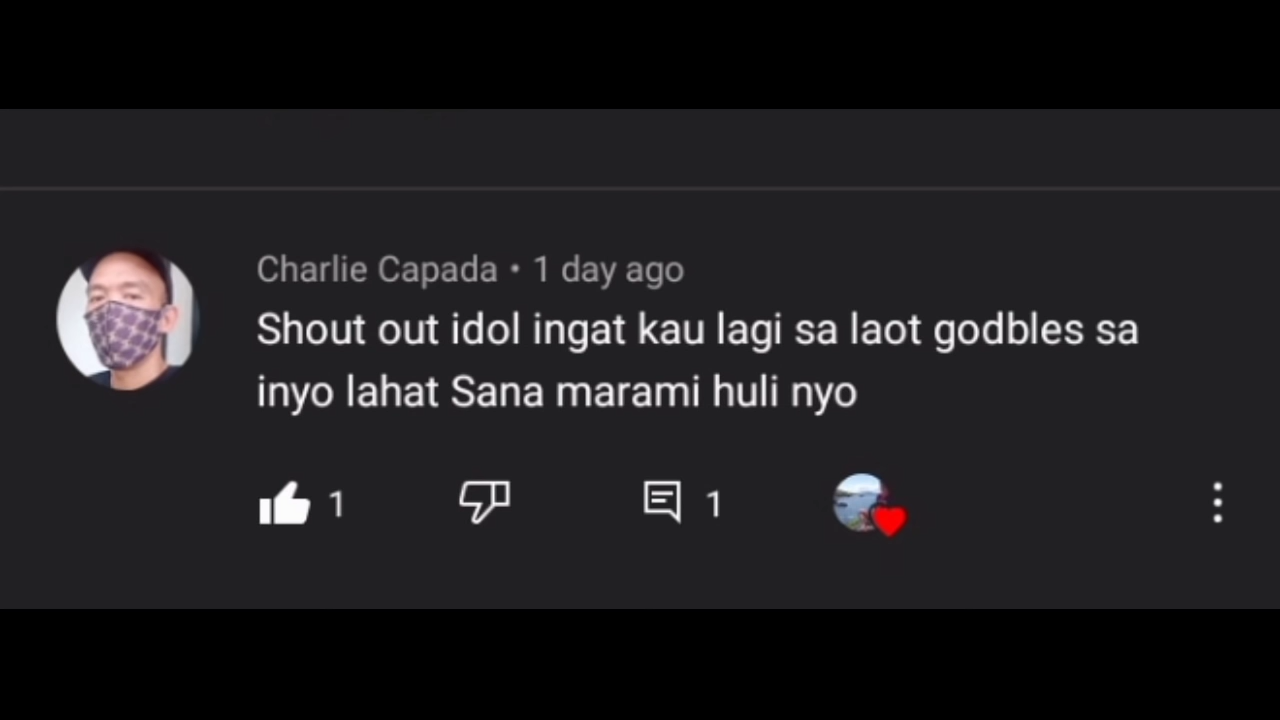 Charlie Capada • 1 day ago
Shout out idol ingat kau lagi sa laot godbles sa
inyo lahat Sana marami huli nyo
1
1